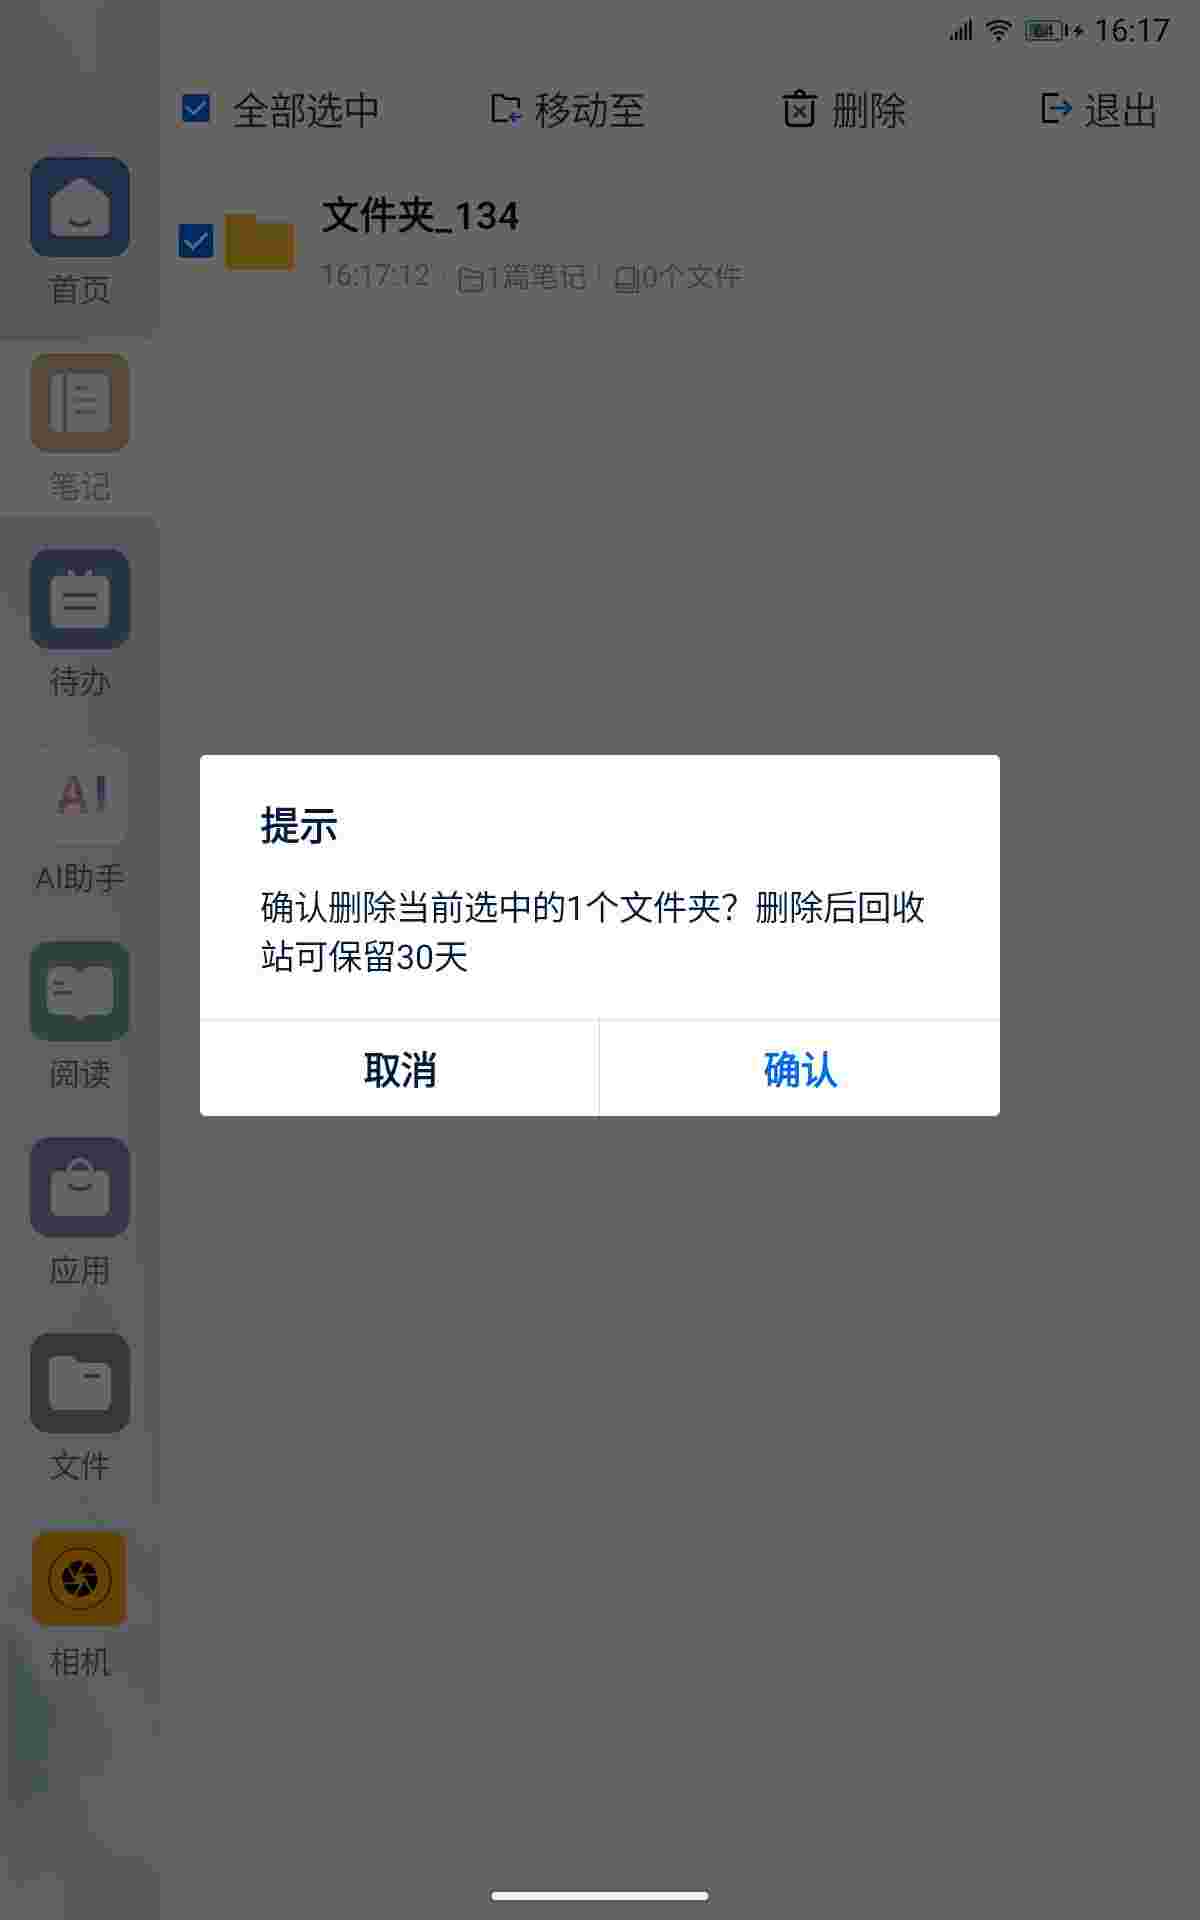 16:17
全部选中 移动至 删除 退出
文件夹_134
16:17:12 1篇笔记 0个文件
首页
笔记
待办
AI
AI助手
阅读
应用
文件
相机
提示
确认删除当前选中的1个文件夹？删除后回收
站可保留30天
取消 确认